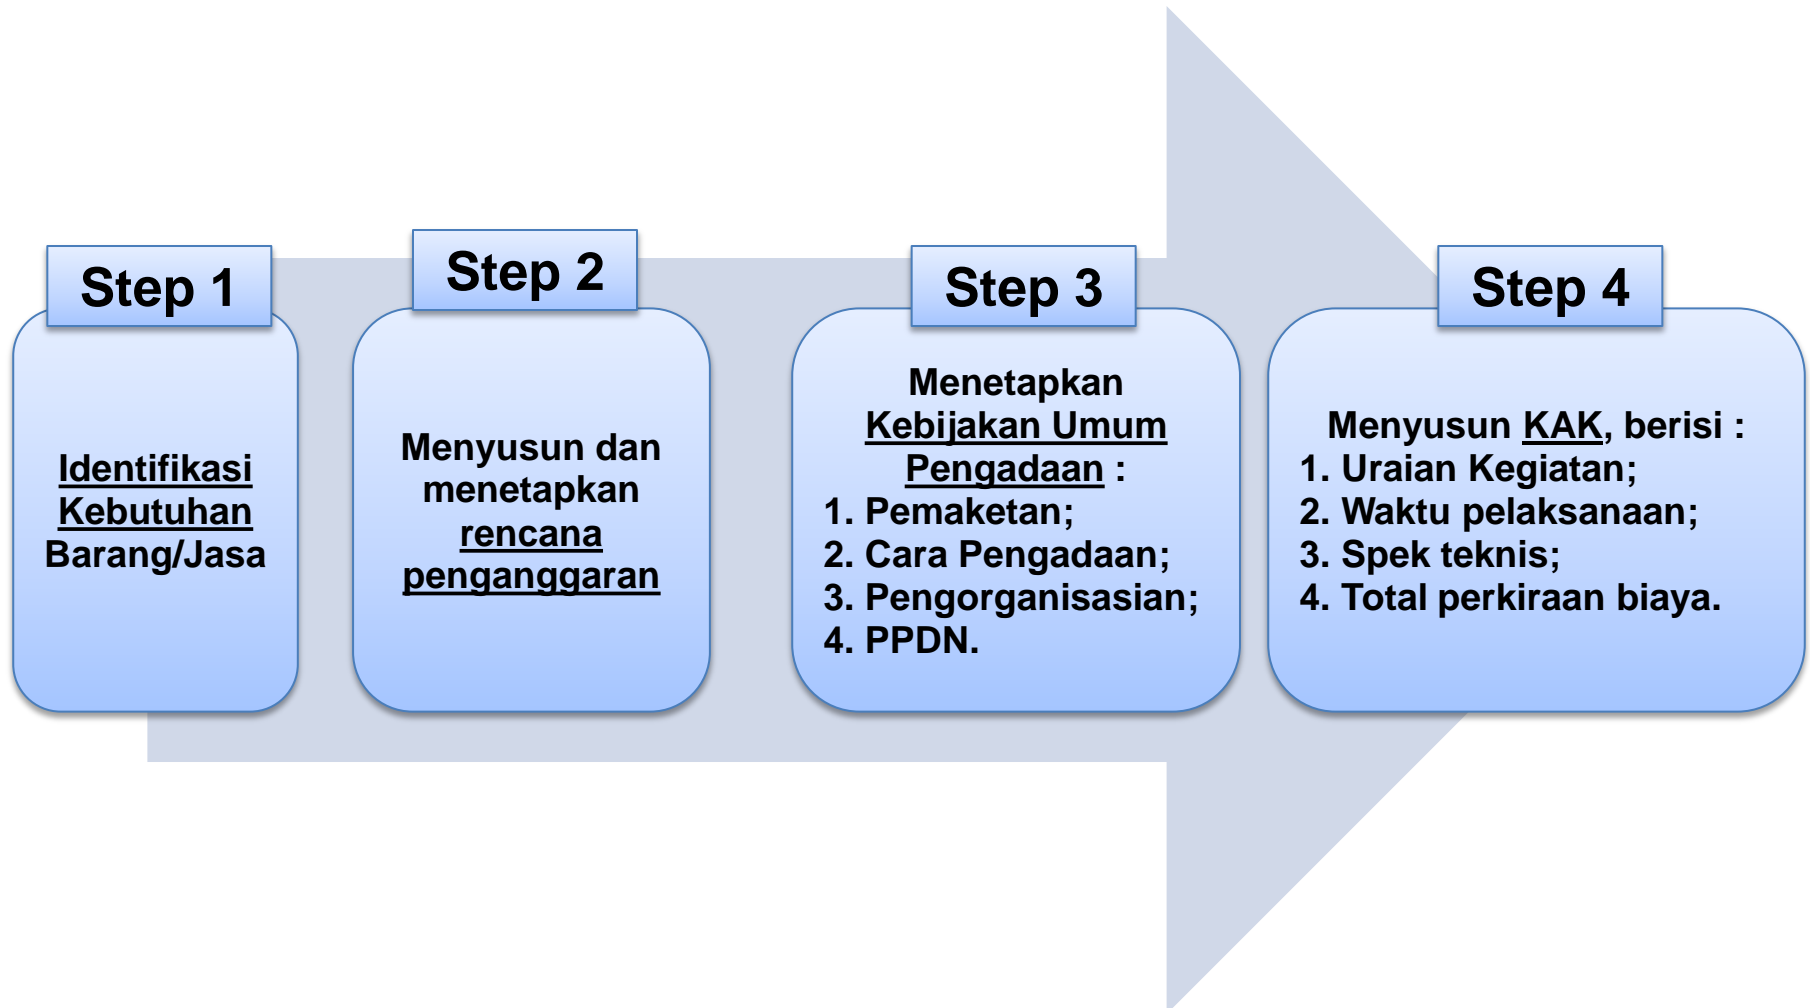 Step 1
Identifikasi
Kebutuhan
Barang/Jasa
Step 2
Menyusun dan
menetapkan
rencana
penganggaran
Step 3
Menetapkan
Kebijakan Umum
Pengadaan :
1. Pemaketan;
2. Cara Pengadaan;
3. Pengorganisasian;
4. PPDN.
Step 4
Menyusun KAK, berisi :
1. Uraian Kegiatan;
2. Waktu pelaksanaan;
3. Spek teknis;
4. Total perkiraan biaya.